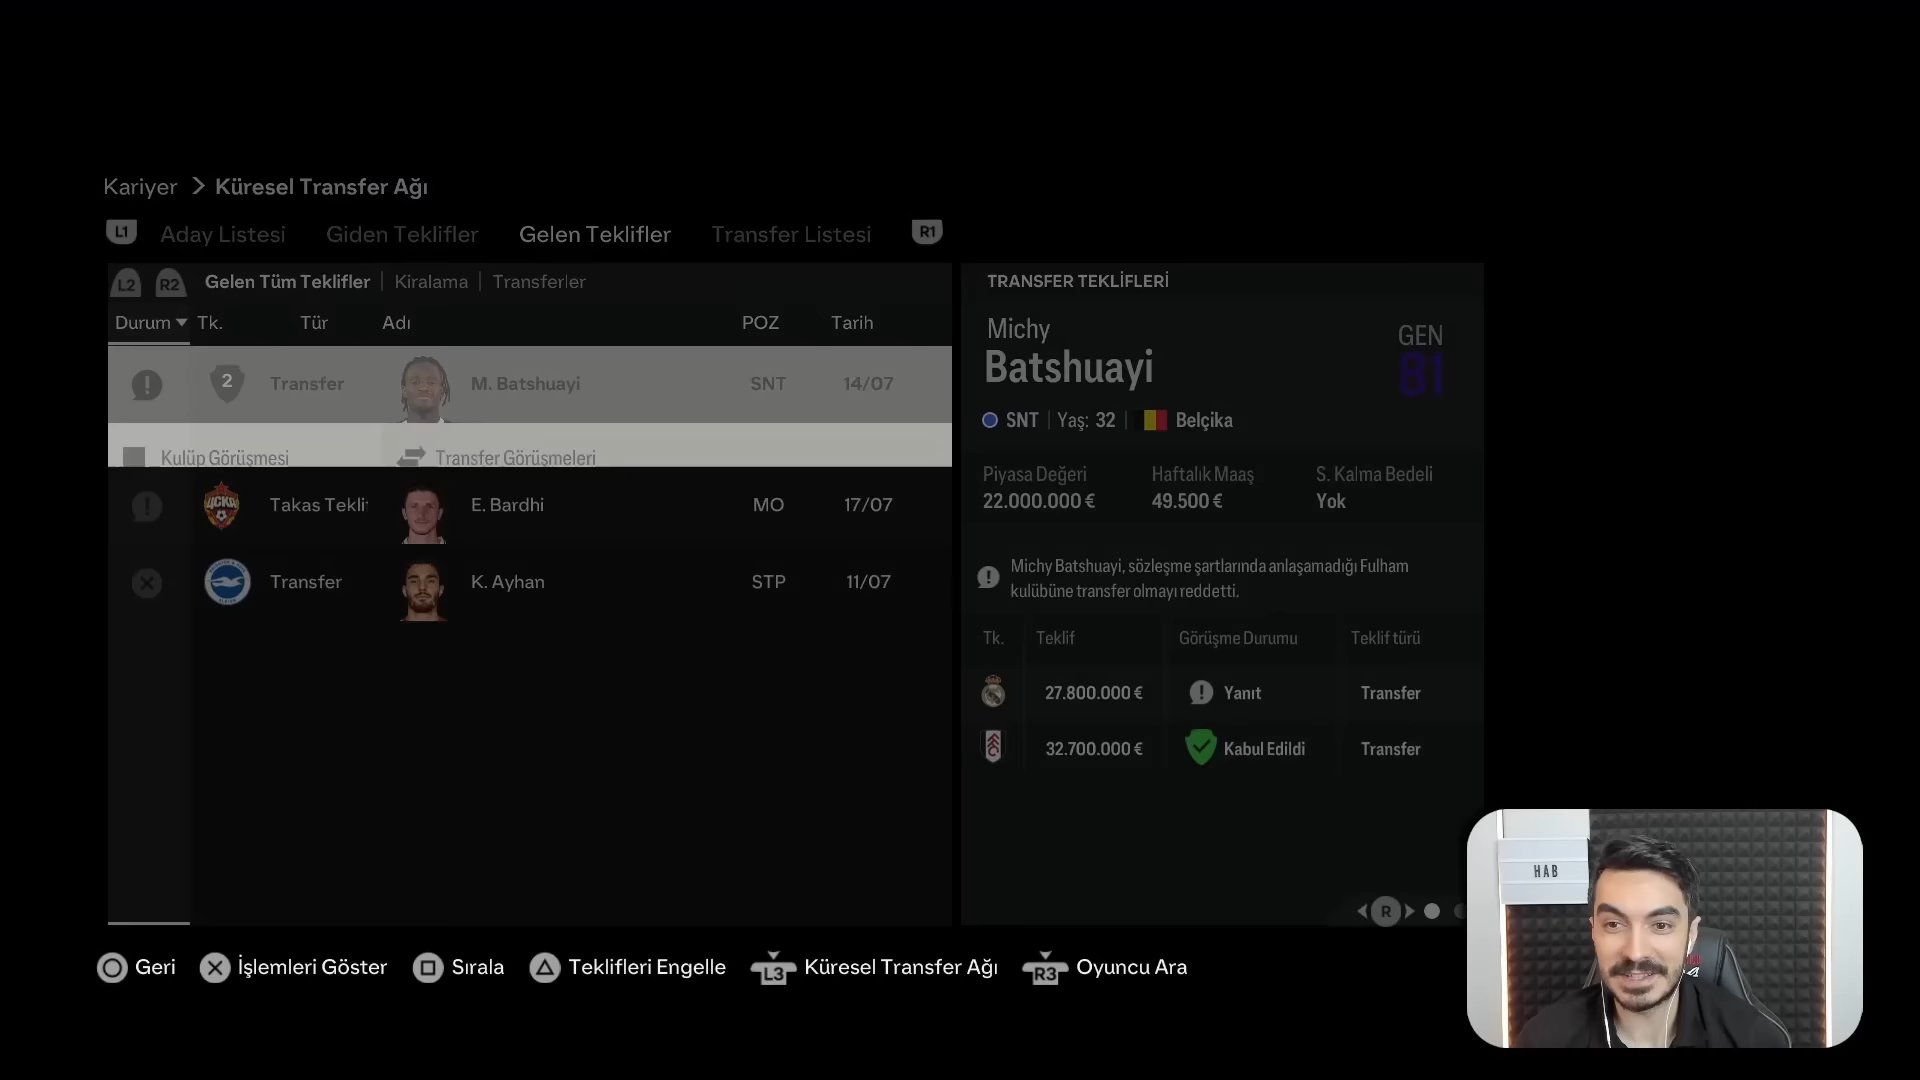 Kariyer > Küresel Transfer Ağı
L1 Aday Listesi Giden Teklifler Gelen Teklifler Transfer Listesi R1
L2 R2 Gelen Tüm Teklifler | Kiralama | Transferler
Durum Tk. Tür Adı POZ Tarih
2 Transfer M. Batshuayi SNT 14/07
Kulüp Görüşmesi Transfer Görüşmeleri
ЦСКА Takas Teklif E. Bardhi MO 17/07
Transfer K. Ayhan STP 11/07
TRANSFER TEKLİFLERİ
Michy
Batshuayi
GEN
81
SNT | Yaş: 32 | Belçika
Piyasa Değeri Haftalık Maaş S. Kalma Bedeli
22.000.000 € 49.500 € Yok
Michy Batshuayi, sözleşme şartlarında anlaşamadığı Fulham
kulübüne transfer olmayı reddetti.
Tk. Teklif Görüşme Durumu Teklif türü
27.800.000 € Yanıt Transfer
32.700.000 € Kabul Edildi Transfer
R
Geri İşlemleri Göster Sırala Teklifleri Engelle L3 Küresel Transfer Ağı R3 Oyuncu Ara
HAB